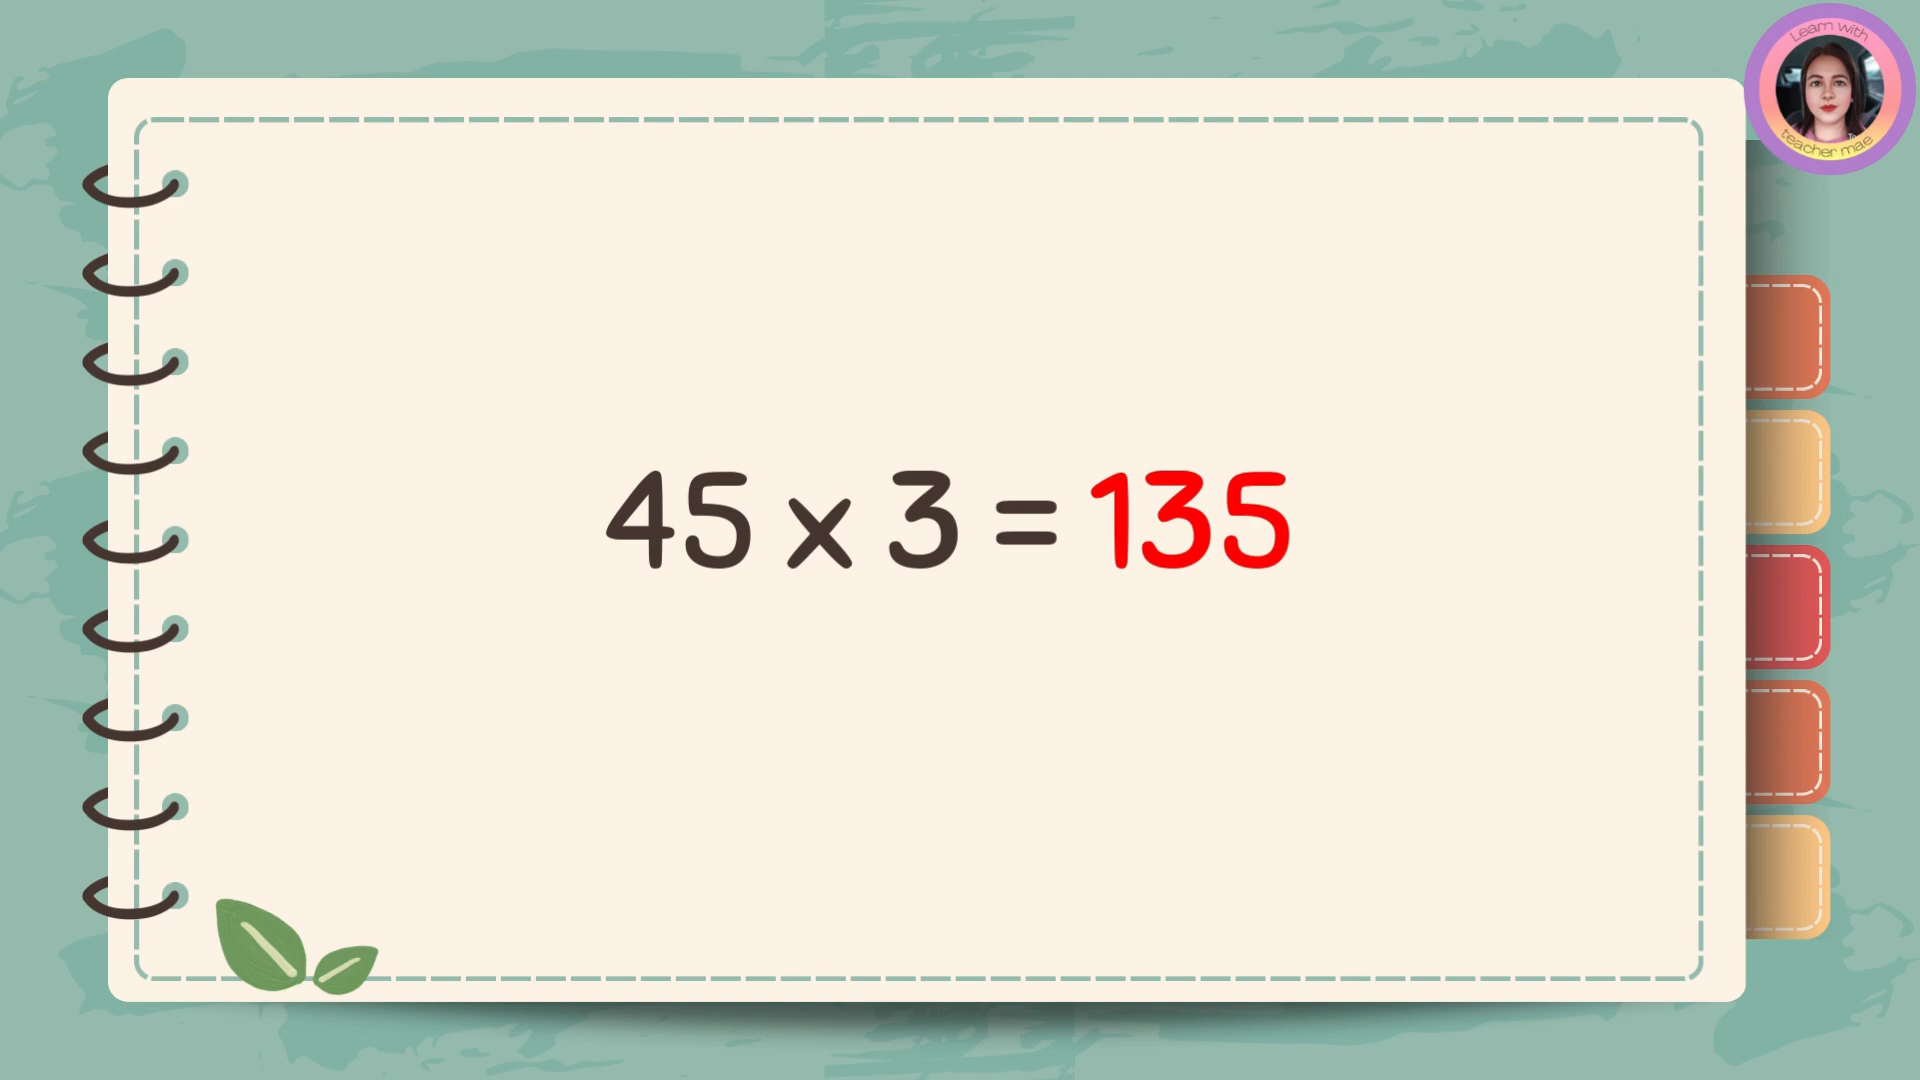 Learn with
teacher mae
45 x 3 = 135